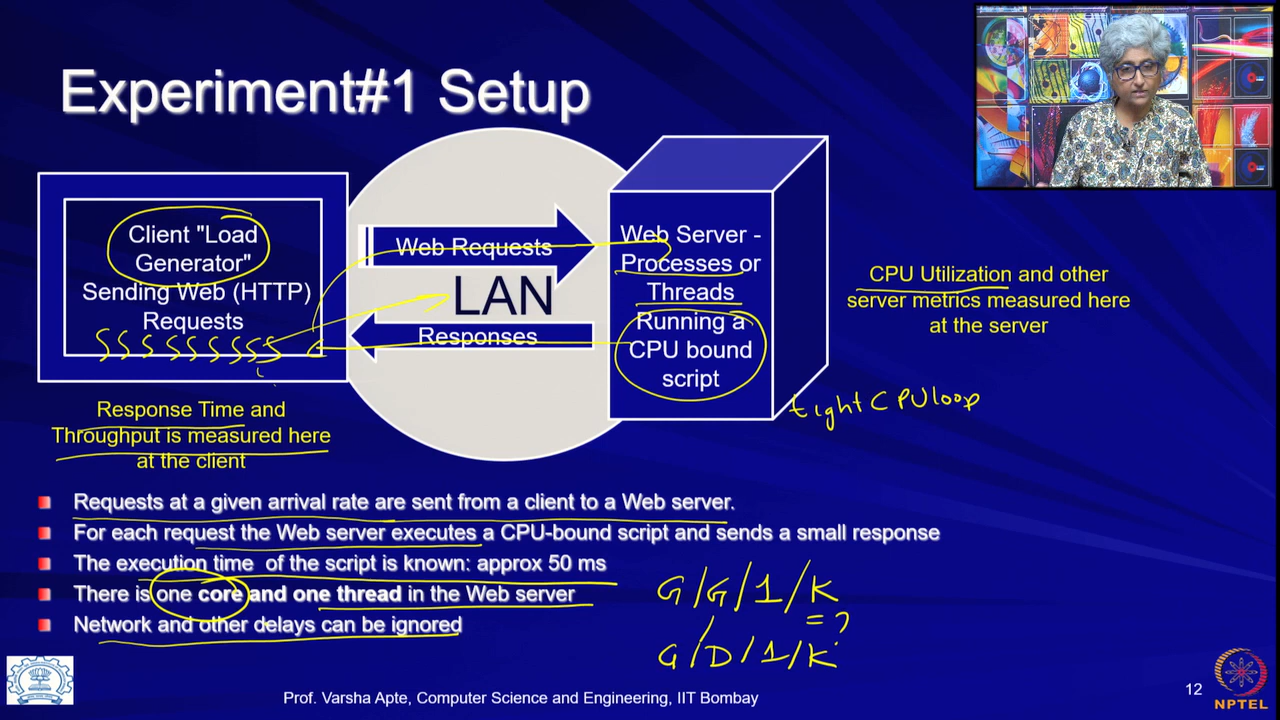 Experiment#1 Setup
Client "Load
Generator"
Sending Web (HTTP)
Requests
Web Requests
LAN
Responses
Web Server -
Processes or
Threads
Running a
CPU bound
script
CPU Utilization and other
server metrics measured here
at the server
tight CPU loop
Response Time and
Throughput is measured here
at the client
Requests at a given arrival rate are sent from a client to a Web server.
For each request the Web server executes a CPU-bound script and sends a small response
The execution time of the script is known: approx 50 ms
There is one core and one thread in the Web server
Network and other delays can be ignored
G/G/1/K
= ?
G/D/1/K
Prof. Varsha Apte, Computer Science and Engineering, IIT Bombay
12
NPTEL